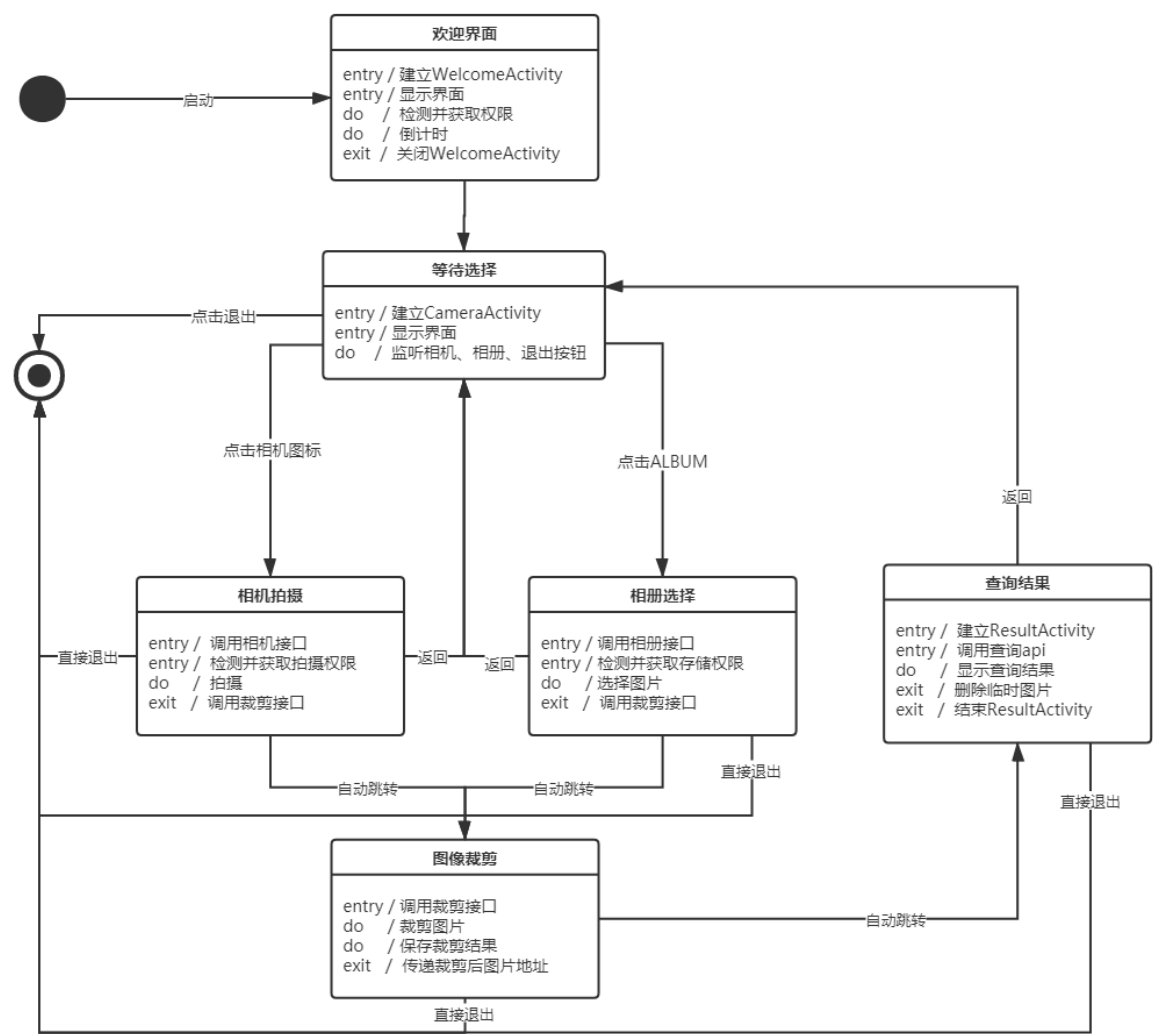 欢迎界面
entry / 建立WelcomeActivity
entry / 显示界面
do / 检测并获取权限
do / 倒计时
exit / 关闭WelcomeActivity
启动
等待选择
entry / 建立CameraActivity
entry / 显示界面
do / 监听相机、相册、退出按钮
点击退出
点击相机图标
点击ALBUM
返回
相机拍摄
entry / 调用相机接口
entry / 检测并获取拍摄权限
do / 拍摄
exit / 调用裁剪接口
直接退出
返回
返回
相册选择
entry / 调用相册接口
entry / 检测并获取存储权限
do / 选择图片
exit / 调用裁剪接口
查询结果
entry / 建立ResultActivity
entry / 调用查询api
do / 显示查询结果
exit / 删除临时图片
exit / 结束ResultActivity
自动跳转
自动跳转
直接退出
直接退出
图像裁剪
entry / 调用裁剪接口
do / 裁剪图片
do / 保存裁剪结果
exit / 传递裁剪后图片地址
自动跳转
直接退出